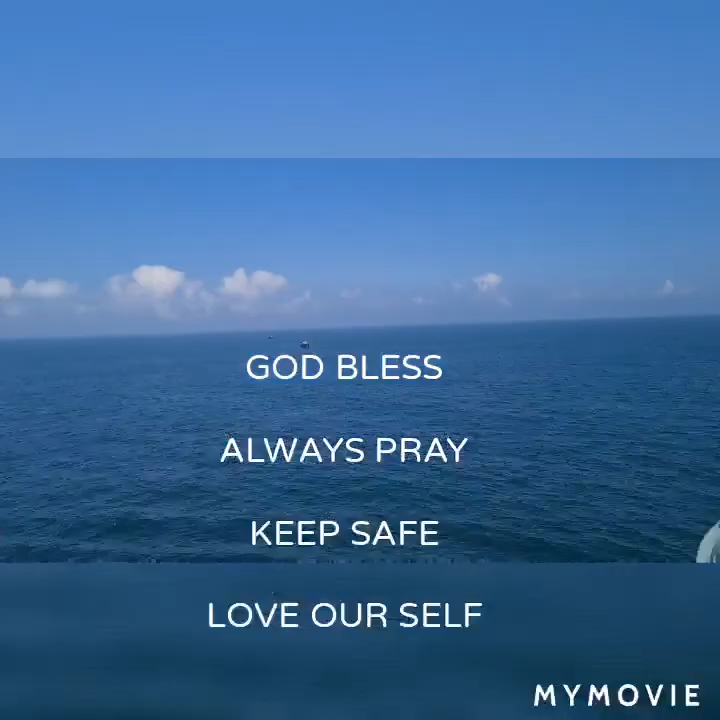 GOD BLESS
ALWAYS PRAY
KEEP SAFE
LOVE OUR SELF
MYMOVIE